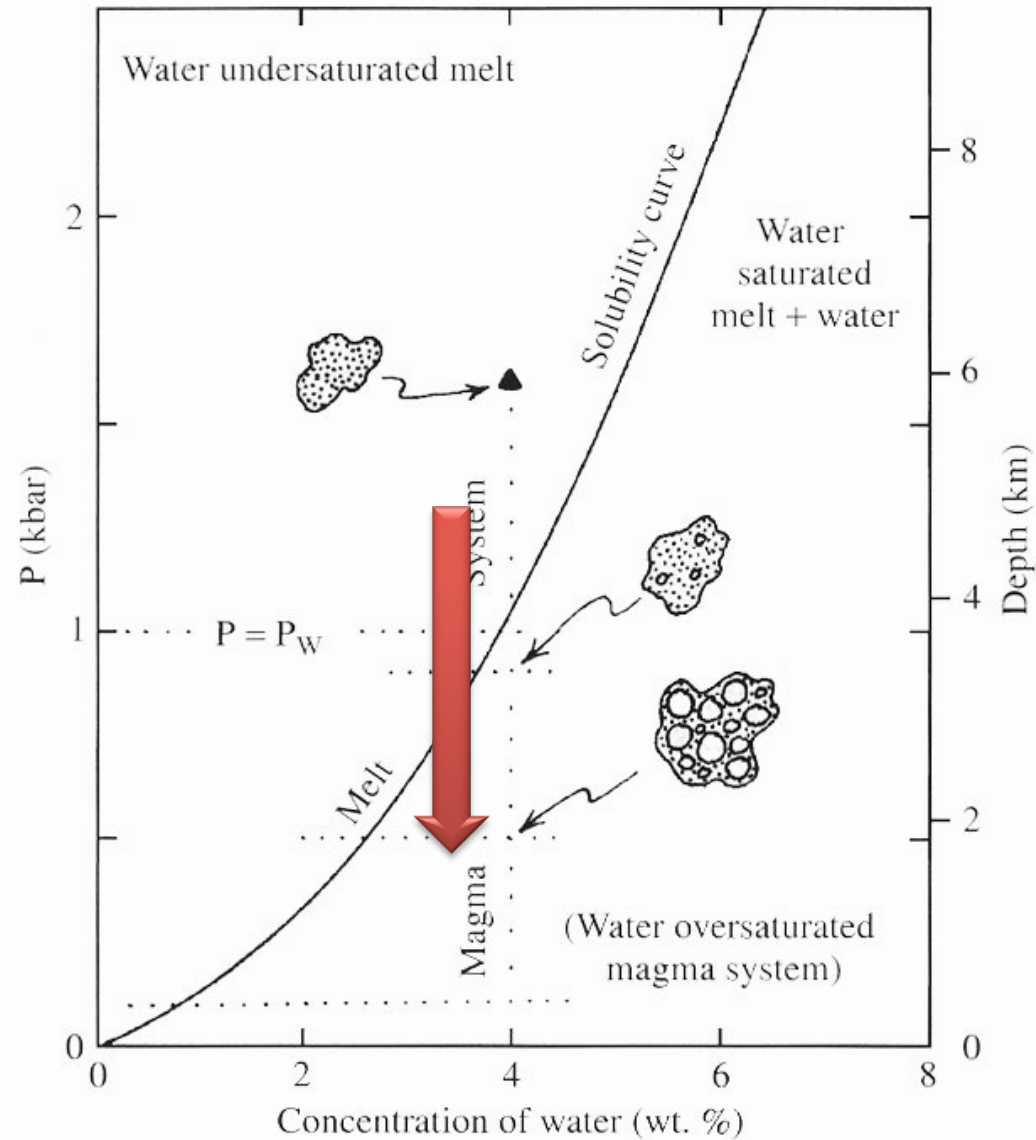 Water undersaturated melt
Solubility curve
Water
saturated
melt + water
System
P = P_W
Melt
Magma
(Water oversaturated
magma system)
P (kbar)
2
1
0
Depth (km)
8
6
4
2
0
0 2 4 6 8
Concentration of water (wt. %)